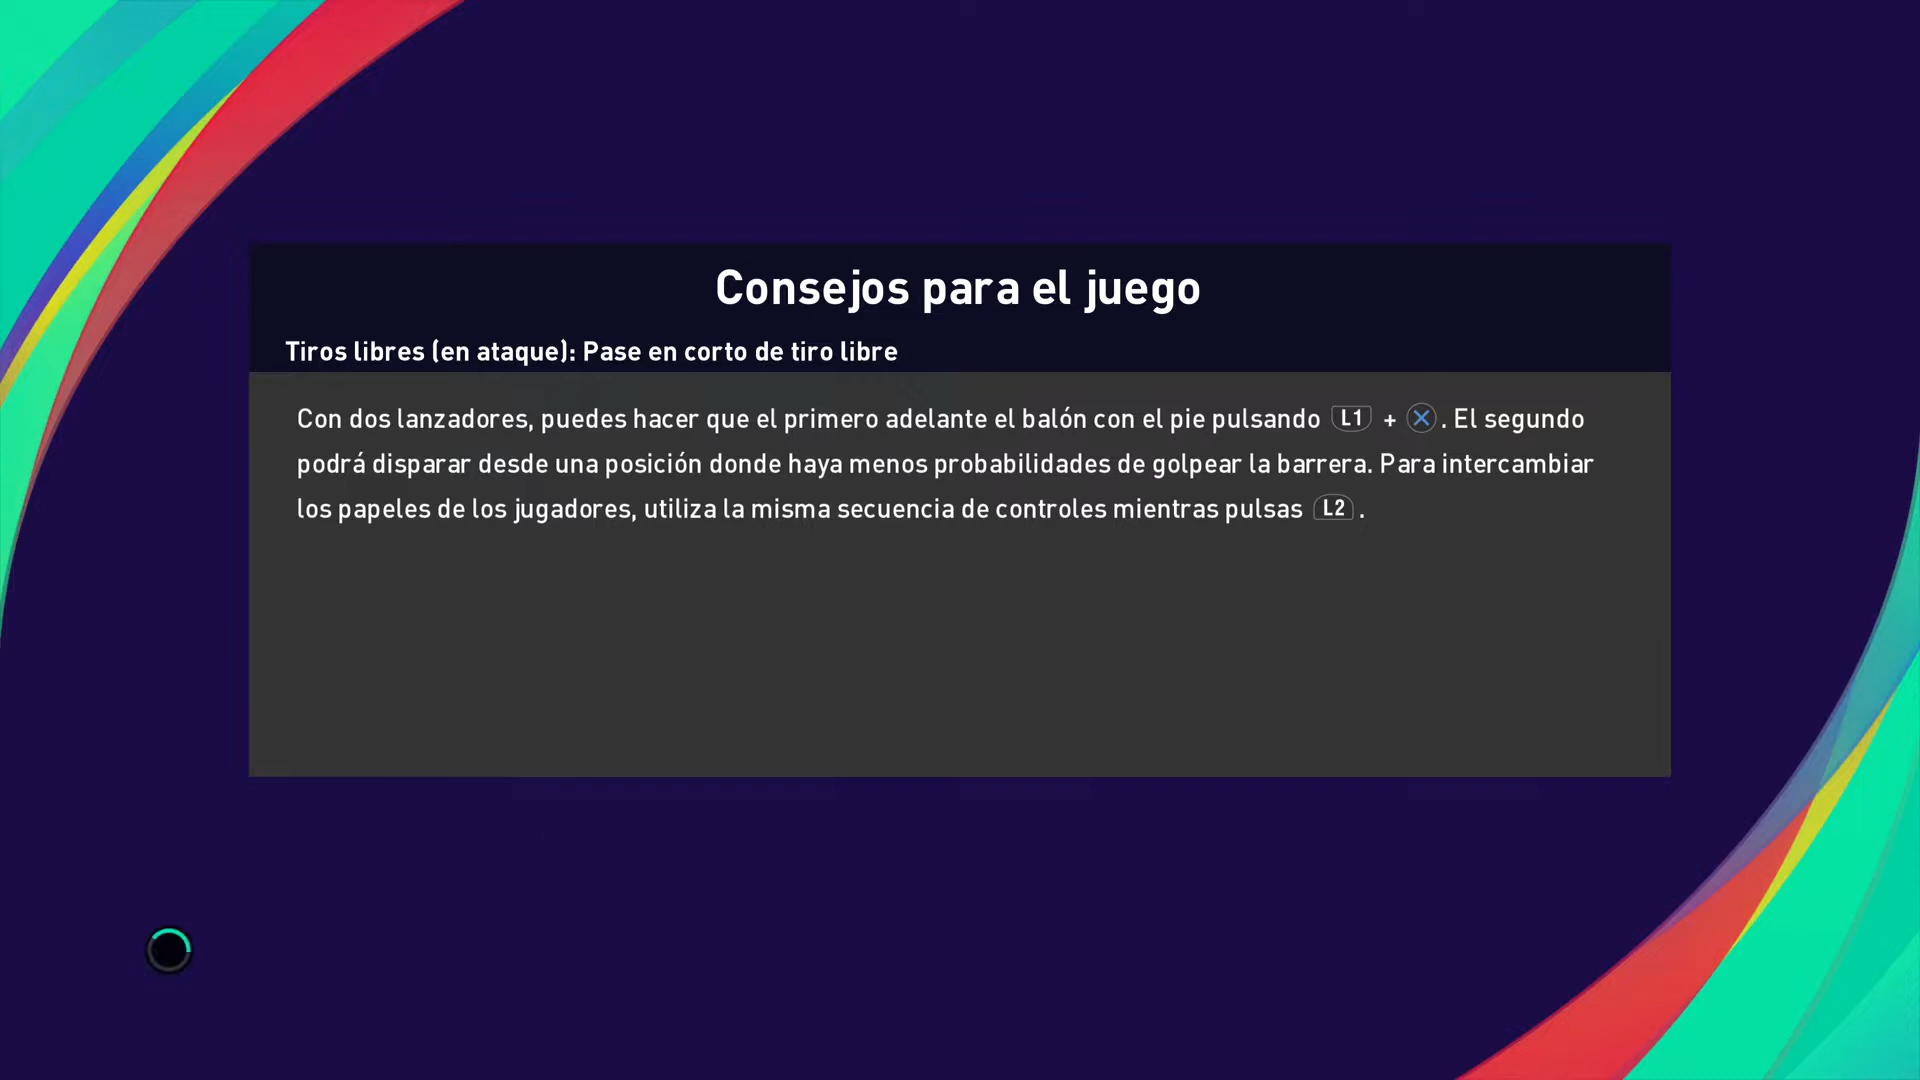 Consejos para el juego
Tiros libres (en ataque): Pase en corto de tiro libre
Con dos lanzadores, puedes hacer que el primero adelante el balón con el pie pulsando L1 + X. El segundo
podrá disparar desde una posición donde haya menos probabilidades de golpear la barrera. Para intercambiar
los papeles de los jugadores, utiliza la misma secuencia de controles mientras pulsas L2.